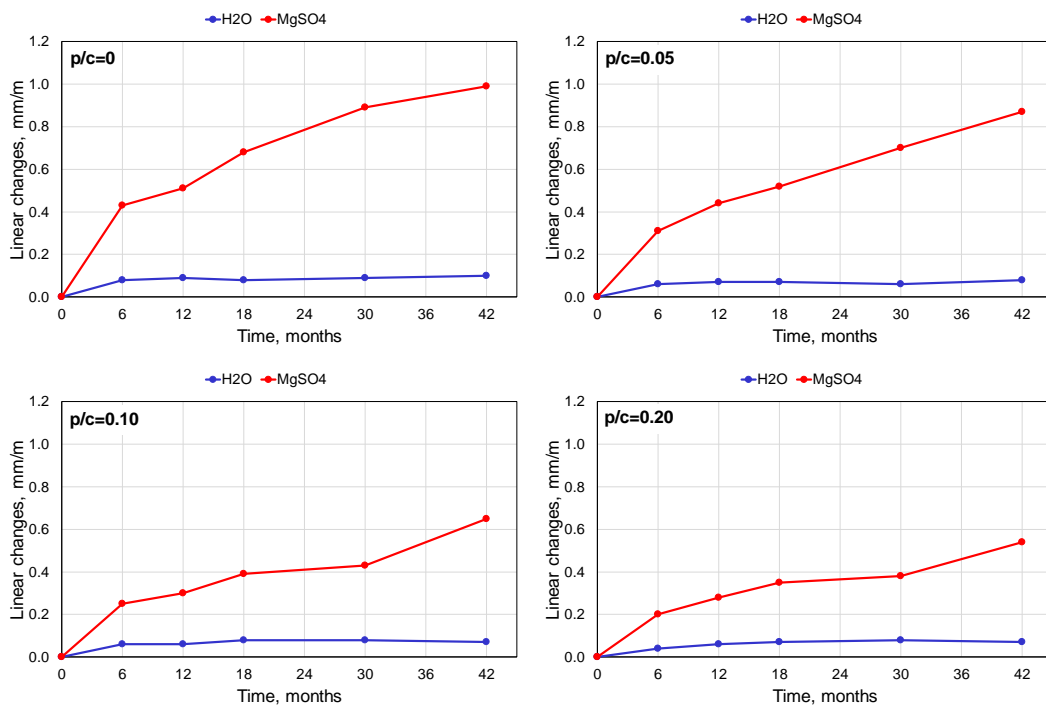 H2O MgSO4
p/c=0
1.2
1.0
0.8
0.6
0.4
0.2
0.0
Linear changes, mm/m
0 6 12 18 24 30 36 42
Time, months
H2O MgSO4
p/c=0.05
1.2
1.0
0.8
0.6
0.4
0.2
0.0
Linear changes, mm/m
0 6 12 18 24 30 36 42
Time, months
H2O MgSO4
p/c=0.10
1.2
1.0
0.8
0.6
0.4
0.2
0.0
Linear changes, mm/m
0 6 12 18 24 30 36 42
Time, months
H2O MgSO4
p/c=0.20
1.2
1.0
0.8
0.6
0.4
0.2
0.0
Linear changes, mm/m
0 6 12 18 24 30 36 42
Time, months